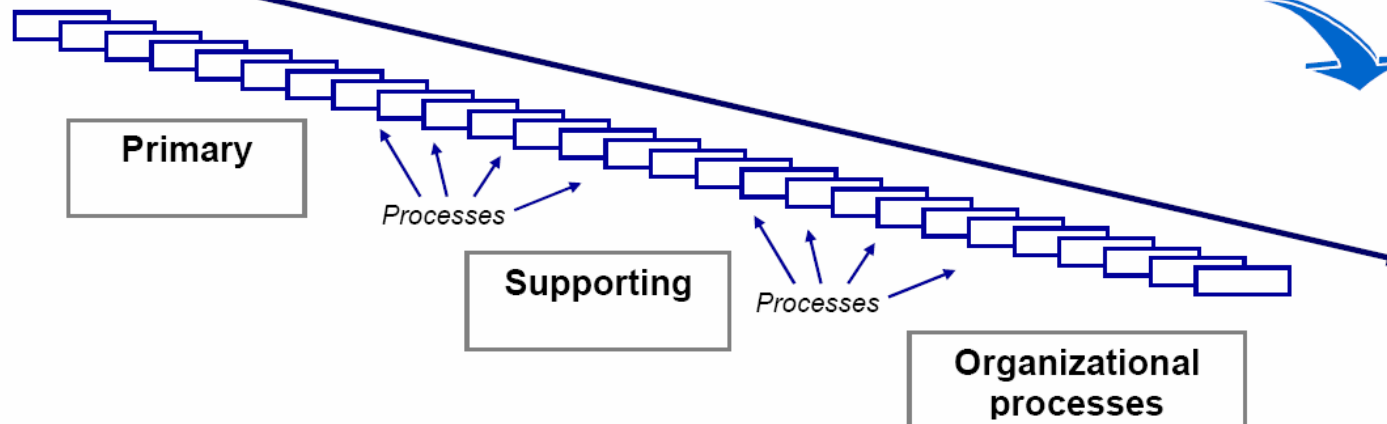 Primary
Processes
Supporting
Processes
Organizational
processes